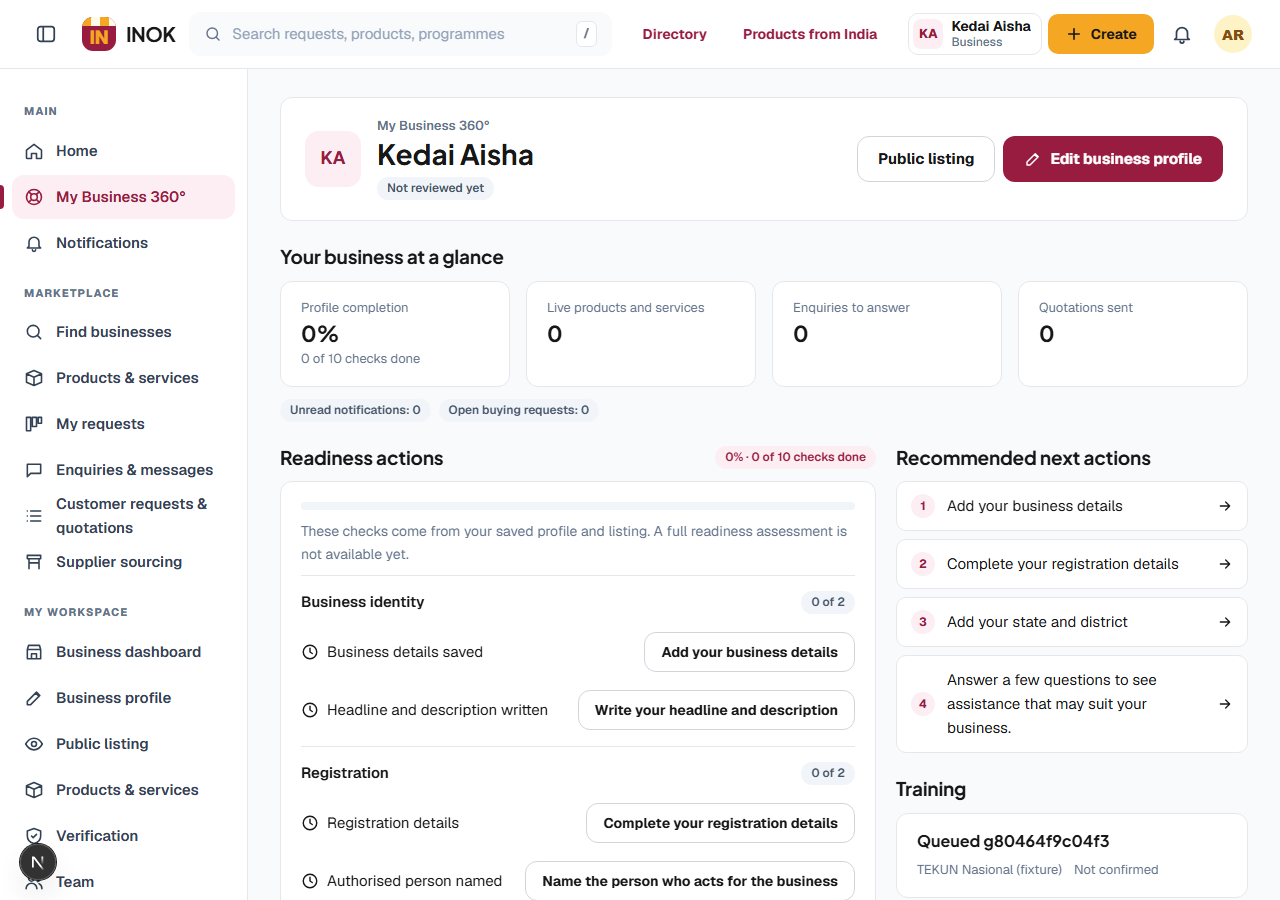 IN INOK
Search requests, products, programmes
/
Directory
Products from India
KA
Kedai Aisha
Business
Create
AR
MAIN
Home
My Business 360°
Notifications
MARKETPLACE
Find businesses
Products & services
My requests
Enquiries & messages
Customer requests &
quotations
Supplier sourcing
MY WORKSPACE
Business dashboard
Business profile
Public listing
Products & services
Verification
Team
N
KA
My Business 360°
Kedai Aisha
Not reviewed yet
Public listing
Edit business profile
Your business at a glance
Profile completion
0%
0 of 10 checks done
Live products and services
0
Enquiries to answer
0
Quotations sent
0
Unread notifications: 0
Open buying requests: 0
Readiness actions
0% · 0 of 10 checks done
These checks come from your saved profile and listing. A full readiness assessment is
not available yet.
Business identity
0 of 2
Business details saved
Add your business details
Headline and description written
Write your headline and description
Registration
0 of 2
Registration details
Complete your registration details
Authorised person named
Name the person who acts for the business
Recommended next actions
1 Add your business details
2 Complete your registration details
3 Add your state and district
4 Answer a few questions to see
assistance that may suit your
business.
Training
Queued g80464f9c04f3
TEKUN Nasional (fixture) Not confirmed